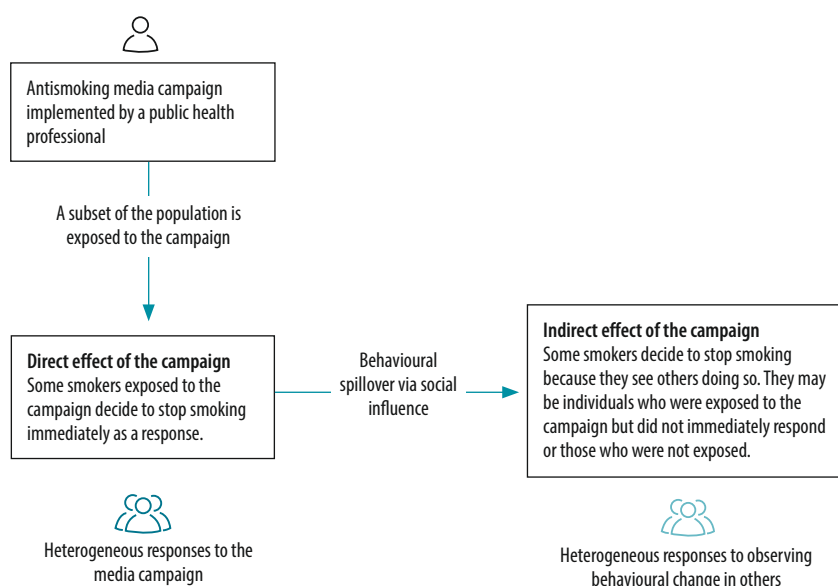 Antismoking media campaign
implemented by a public health
professional
A subset of the population is
exposed to the campaign
Direct effect of the campaign
Some smokers exposed to the
campaign decide to stop smoking
immediately as a response.
Behavioural
spillover via social
influence
Indirect effect of the campaign
Some smokers decide to stop smoking
because they see others doing so. They may
be individuals who were exposed to the
campaign but did not immediately respond
or those who were not exposed.
Heterogeneous responses to the
media campaign
Heterogeneous responses to observing
behavioural change in others